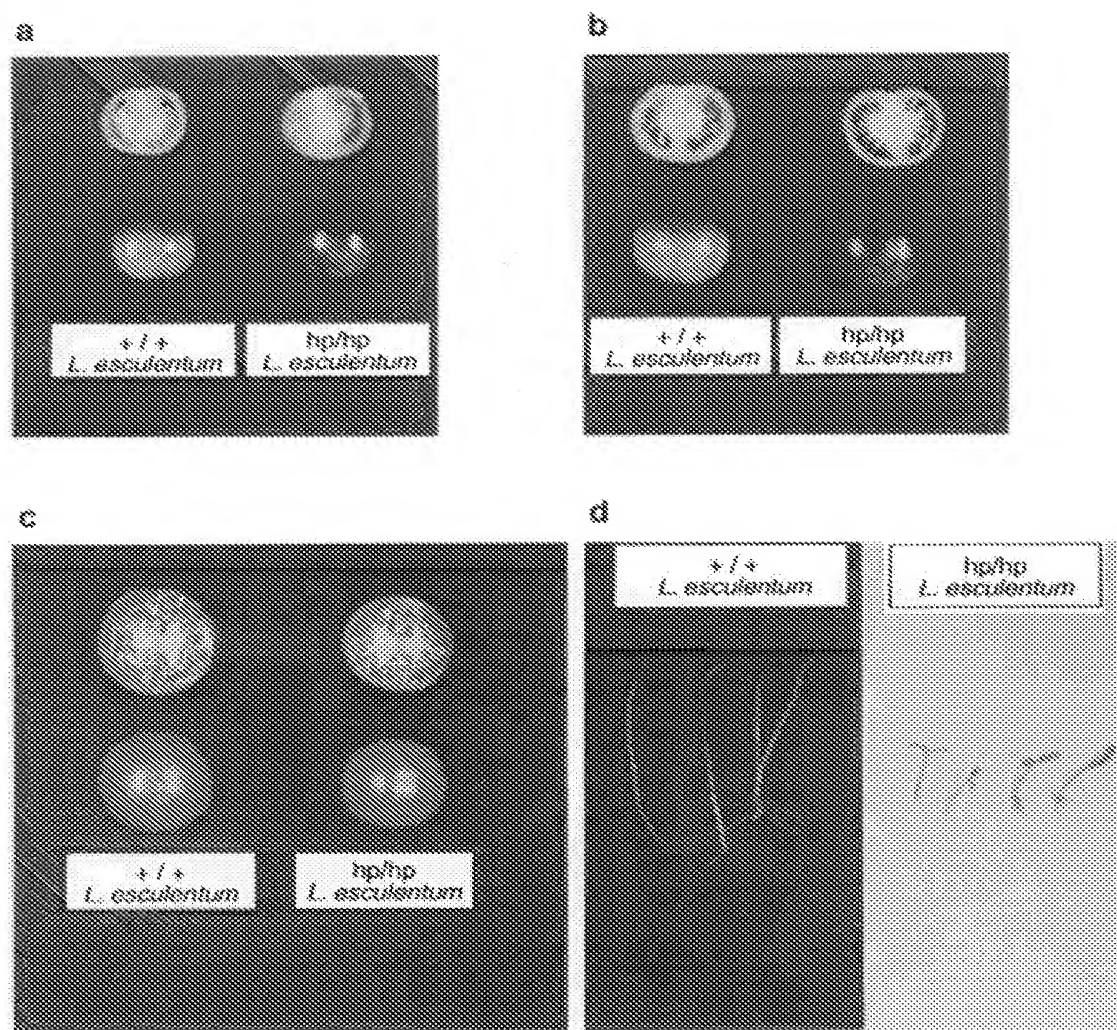 a
b
+ / +
L. esculentum
hp/hp
L. esculentum
+ / +
L. esculentum
hp/hp
L. esculentum
c
d
+ / +
L. esculentum
hp/hp
L. esculentum
+ / +
L. esculentum
hp/hp
L. esculentum